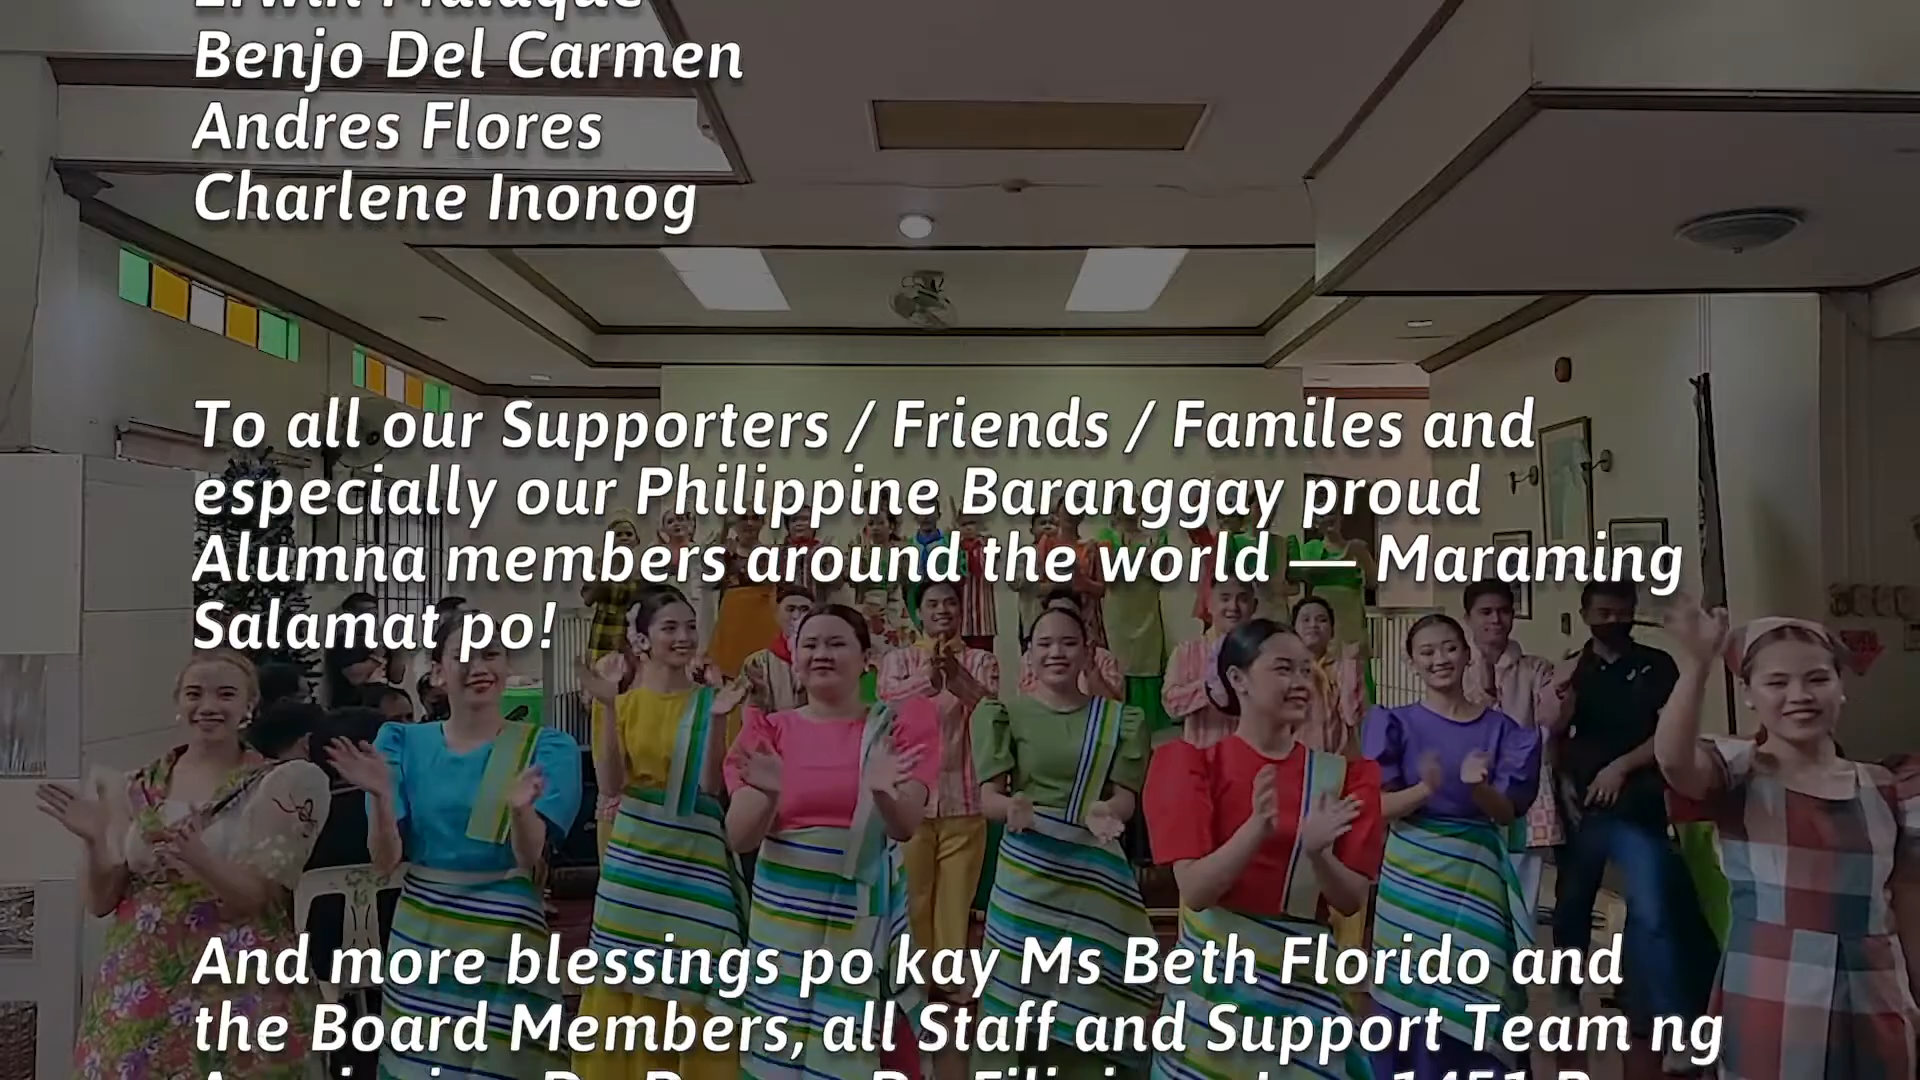 Benjo Del Carmen
Andres Flores
Charlene Inonog
To all our Supporters / Friends / Familes and
especially our Philippine Baranggay proud
Alumna members around the world — Maraming
Salamat po!
And more blessings po kay Ms Beth Florido and
the Board Members, all Staff and Support Team ng